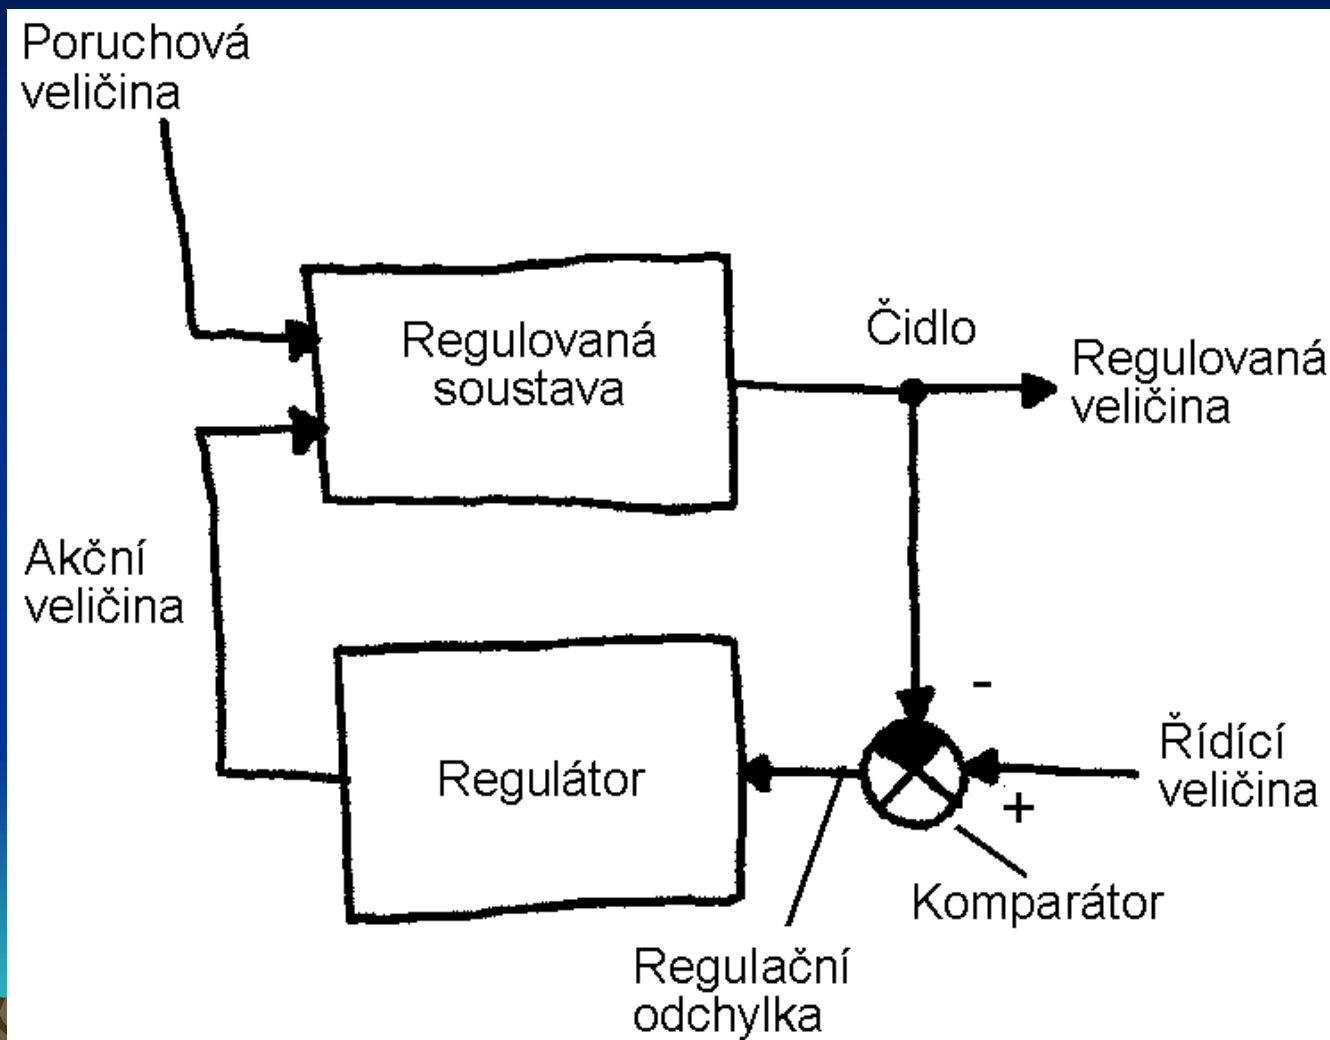 Poruchová
veličina
Regulovaná
soustava
Čidlo
Regulovaná
veličina
Akční
veličina
-
Regulátor
Řídící
veličina
+
Komparátor
Regulační
odchylka